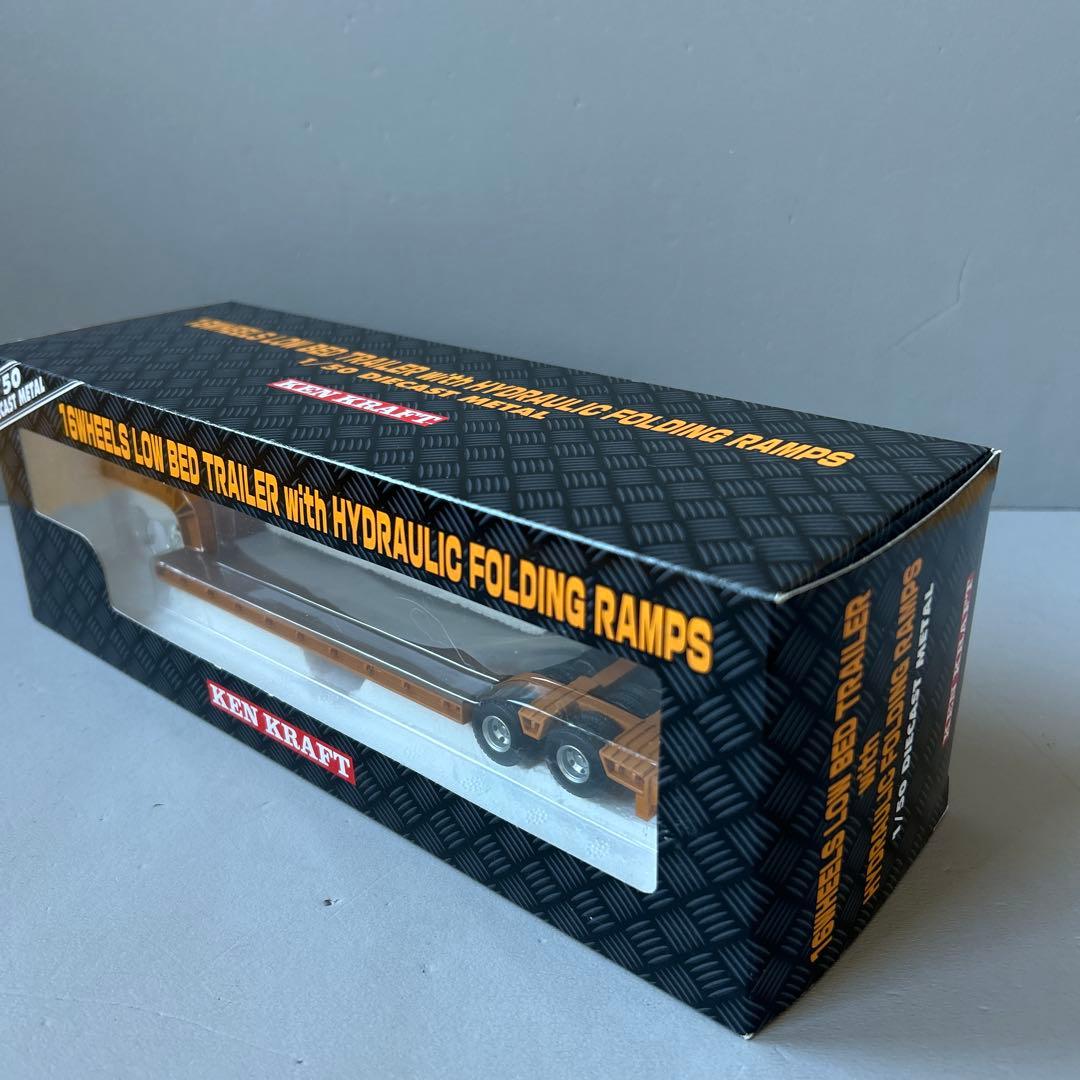 16WHEELS LOW BED TRAILER with HYDRAULIC FOLDING RAMPS
1/50 DIECAST METAL
KEN KRAFT
50
CAST METAL
16WHEELS LOW BED TRAILER with HYDRAULIC FOLDING RAMPS
KEN KRAFT
16WHEELS LOW BED TRAILER
with
HYDRAULIC FOLDING RAMPS
1/50 DIECAST METAL
KEN KRAFT